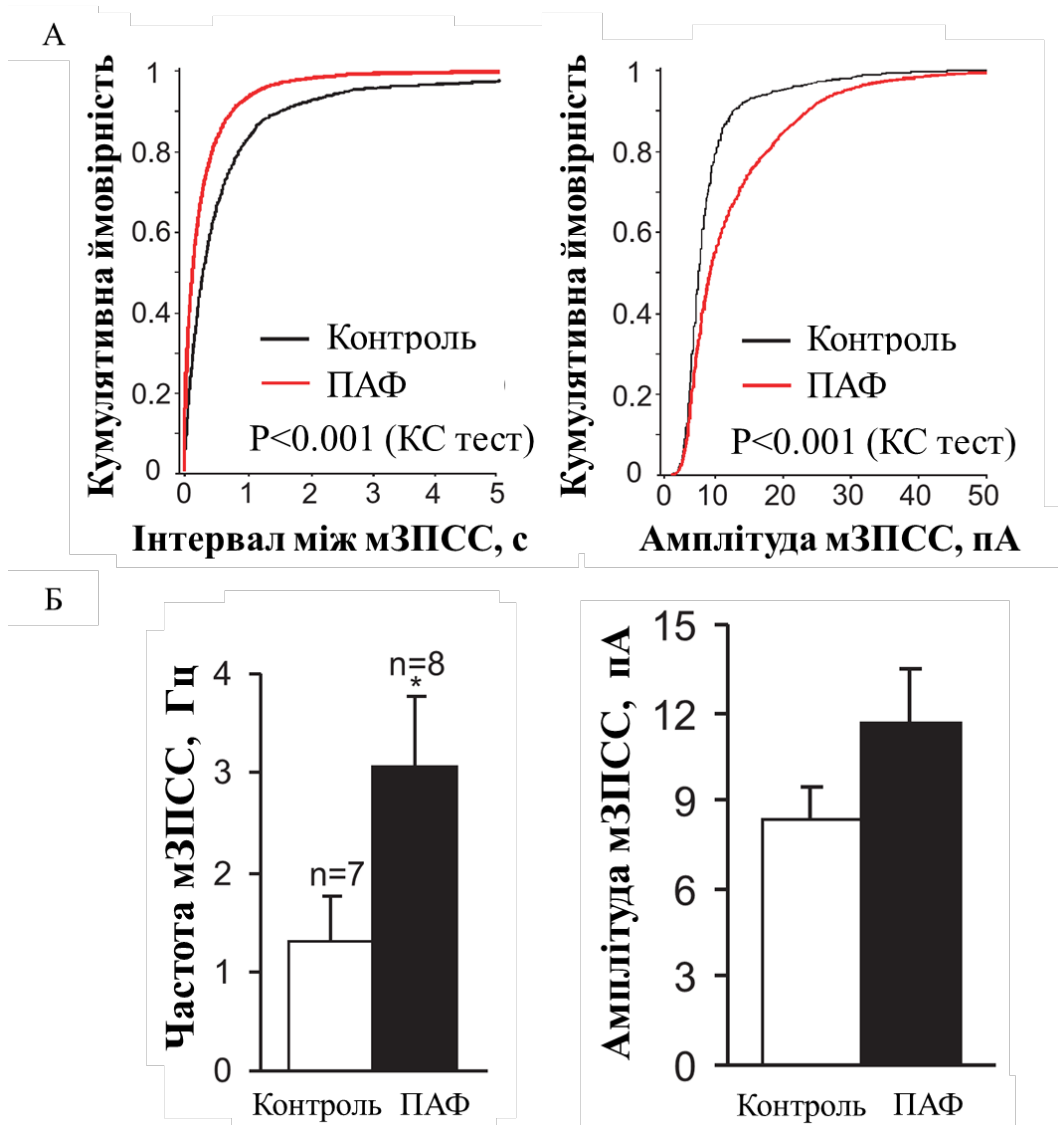 А
Кумулятивна ймовірність
1
0.8
0.6
0.4
0.2
0
Контроль
ПАФ
P<0.001 (КС тест)
0 1 2 3 4 5
Інтервал між мЗПСС, с
Кумулятивна ймовірність
1
0.8
0.6
0.4
0.2
0
Контроль
ПАФ
P<0.001 (КС тест)
0 10 20 30 40 50
Амплітуда мЗПСС, пА
Б
Частота мЗПСС, Гц
4
3
2
1
0
n=7
n=8
*
Контроль ПАФ
Амплітуда мЗПСС, пА
15
12
9
6
3
0
Контроль ПАФ